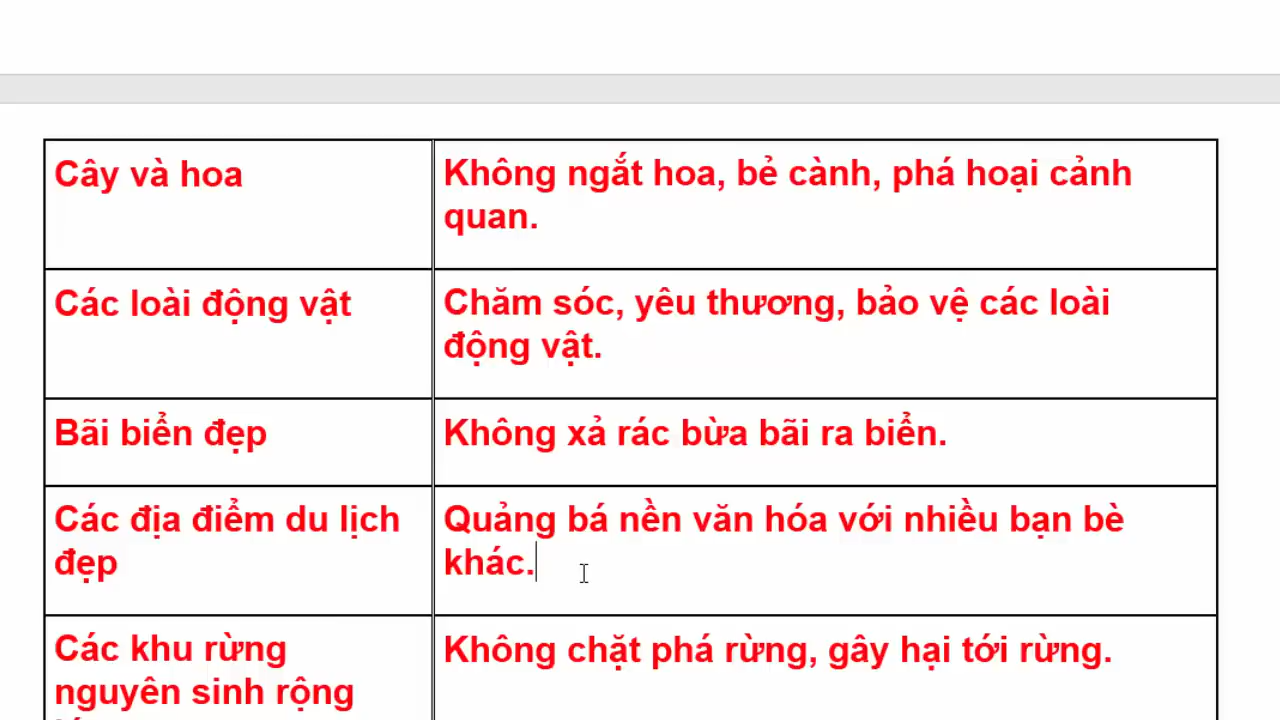 Cây và hoa
Không ngắt hoa, bẻ cành, phá hoại cảnh
quan.
Các loài động vật
Chăm sóc, yêu thương, bảo vệ các loài
động vật.
Bãi biển đẹp
Không xả rác bừa bãi ra biển.
Các địa điểm du lịch
đẹp
Quảng bá nền văn hóa với nhiều bạn bè
khác.
Các khu rừng
nguyên sinh rộng
Không chặt phá rừng, gây hại tới rừng.